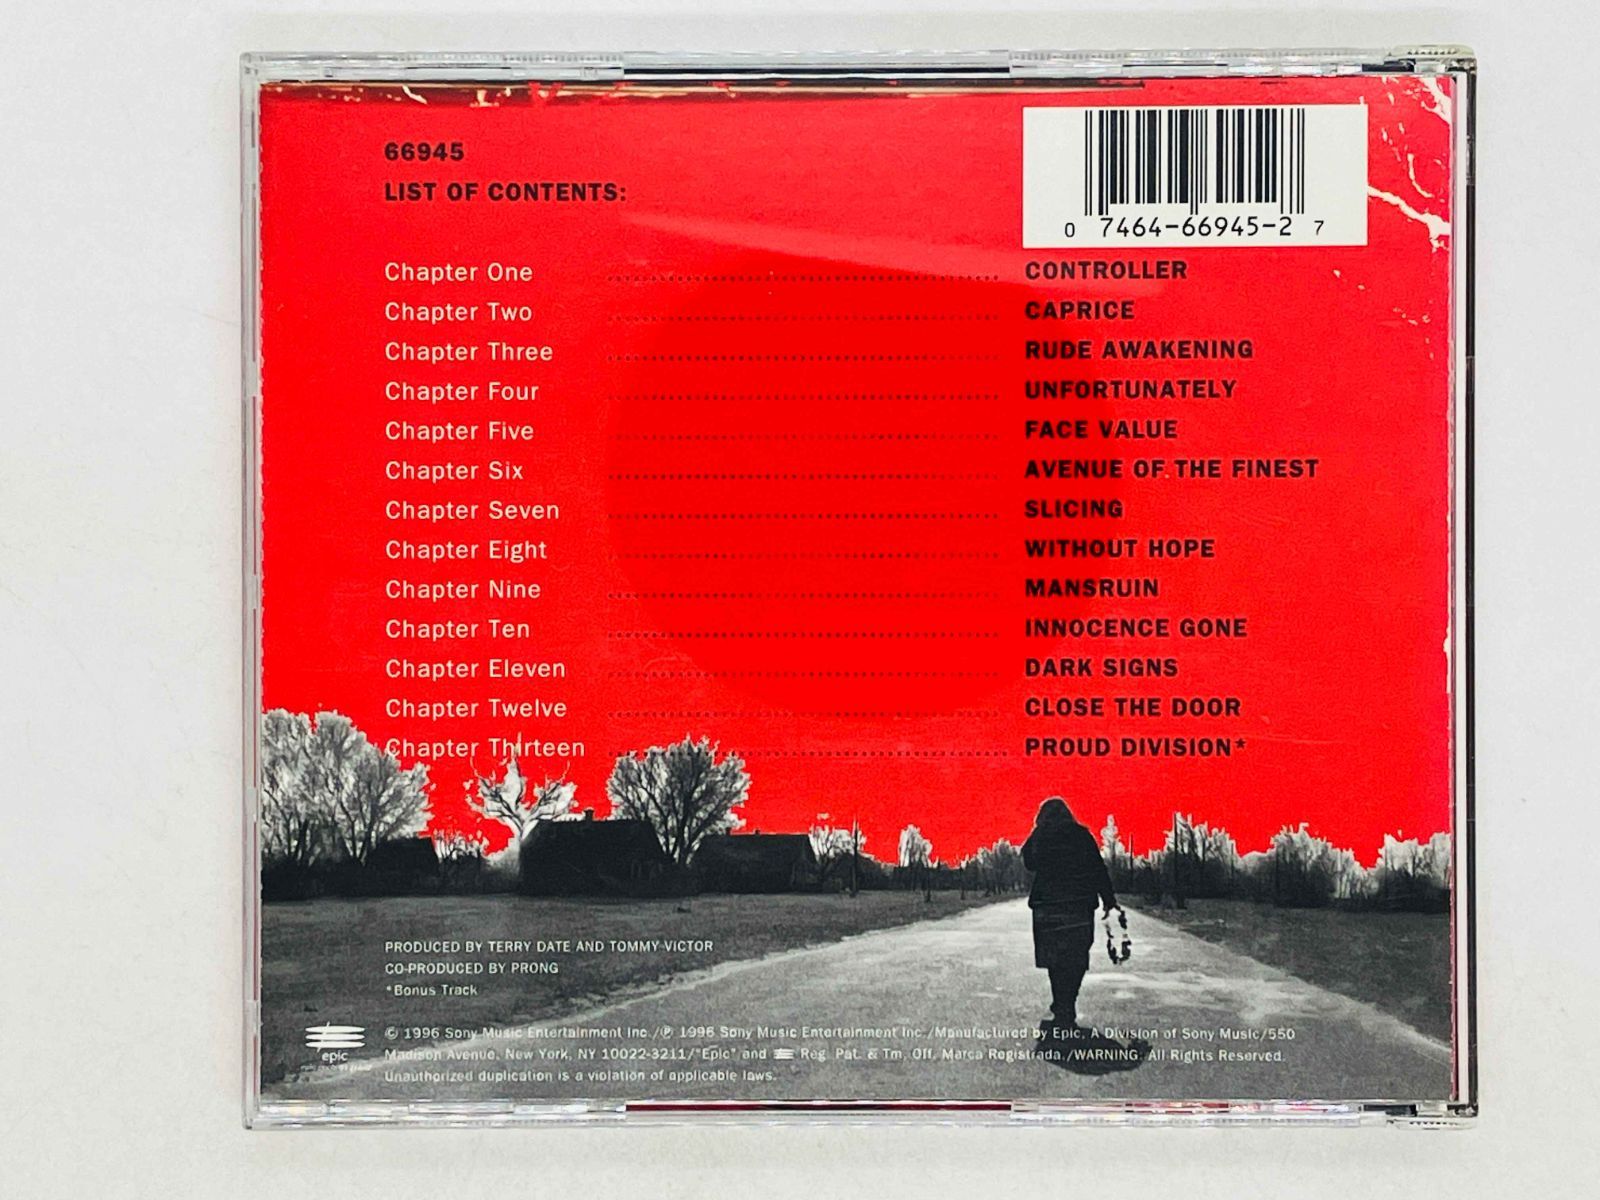 66945
LIST OF CONTENTS:
0 7464-66945-2 7
Chapter One ........ CONTROLLER
Chapter Two ........ CAPRICE
Chapter Three ........ RUDE AWAKENING
Chapter Four ........ UNFORTUNATELY
Chapter Five ........ FACE VALUE
Chapter Six ........ AVENUE OF THE FINEST
Chapter Seven ........ SLICING
Chapter Eight ........ WITHOUT HOPE
Chapter Nine ........ MANSRUIN
Chapter Ten ........ INNOCENCE GONE
Chapter Eleven ........ DARK SIGNS
Chapter Twelve ........ CLOSE THE DOOR
Chapter Thirteen ........ PROUD DIVISION*
PRODUCED BY TERRY DATE AND TOMMY VICTOR
CO-PRODUCED BY PRONG
*Bonus Track
epic
© 1996 Sony Music Entertainment Inc./℗ 1996 Sony Music Entertainment Inc./Manufactured by Epic, A Division of Sony Music/550
Madison Avenue, New York, NY 10022-3211/"Epic" and Reg. Pat. & Tm. Off. Marca Registrada./WARNING: All Rights Reserved.
Unauthorized duplication is a violation of applicable laws.